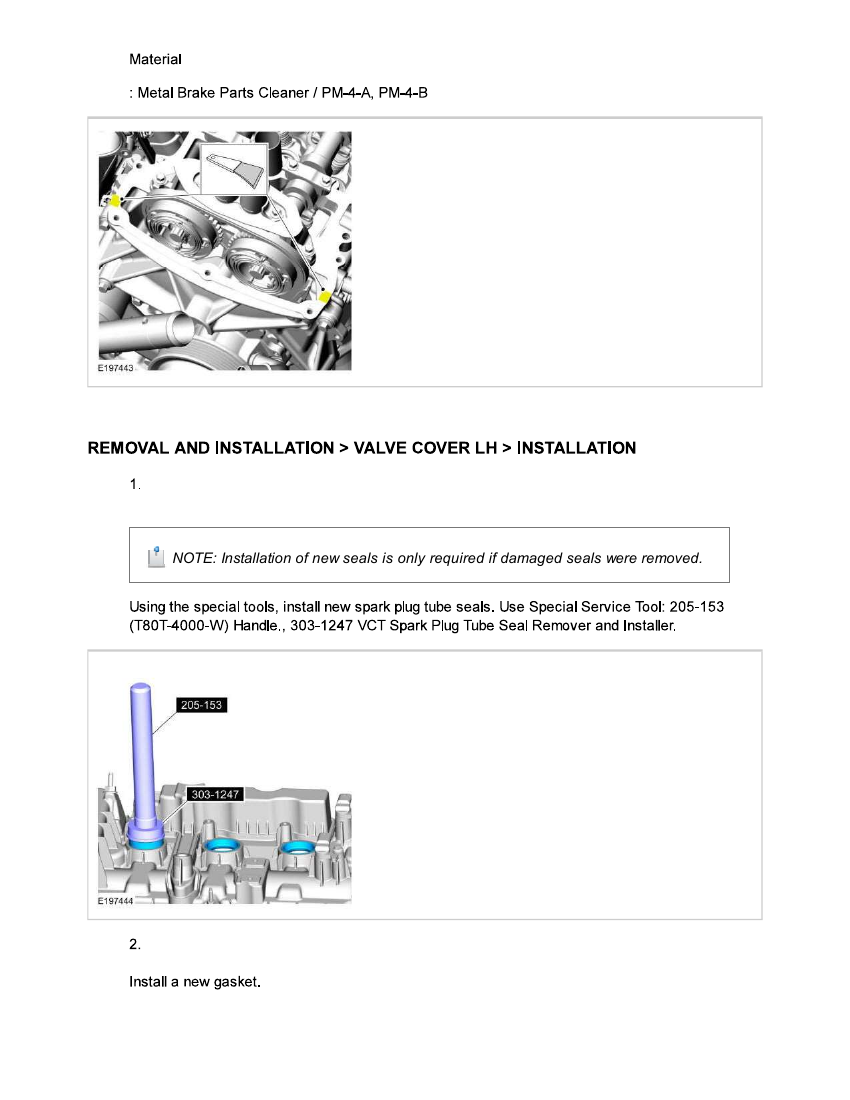 Material
: Metal Brake Parts Cleaner / PM-4-A, PM-4-B
E197443
REMOVAL AND INSTALLATION > VALVE COVER LH > INSTALLATION
1.
NOTE: Installation of new seals is only required if damaged seals were removed.
Using the special tools, install new spark plug tube seals. Use Special Service Tool: 205-153
(T80T-4000-W) Handle., 303-1247 VCT Spark Plug Tube Seal Remover and Installer.
205-153
303-1247
E197444
2.
Install a new gasket.